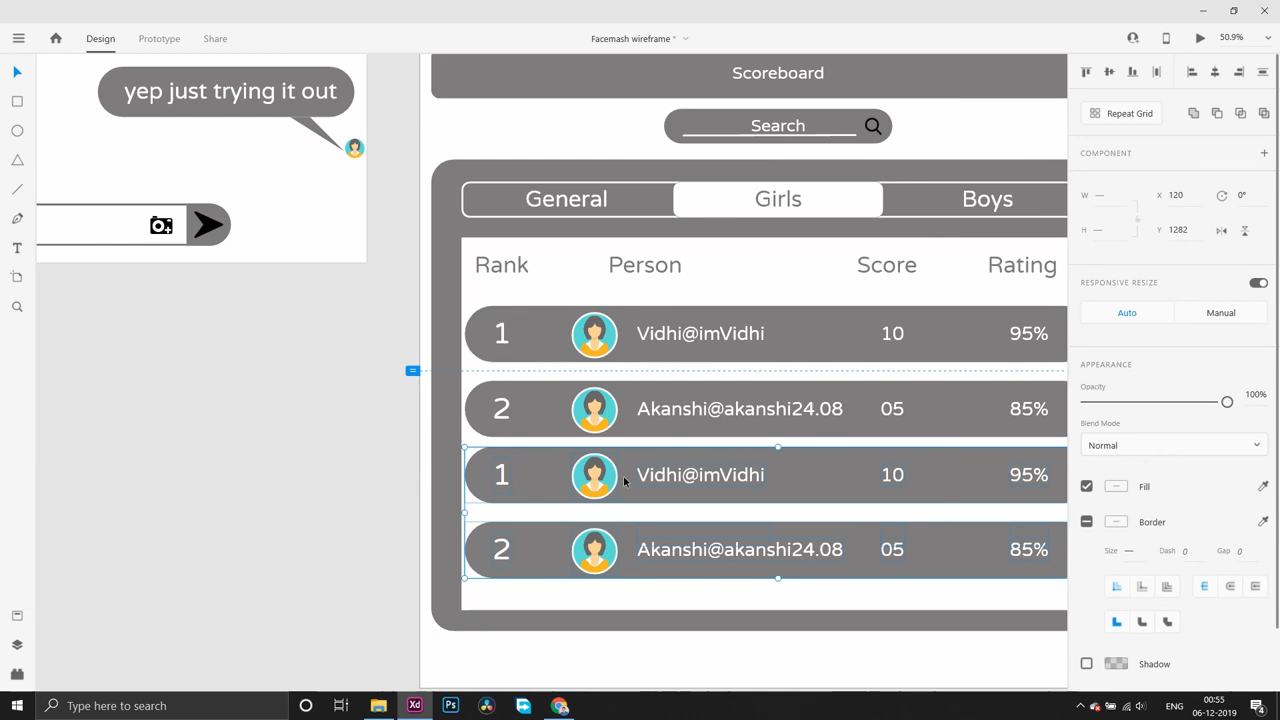 Design
Prototype
Share
Facemash wireframe *
50.9%
yep just trying it out
Scoreboard
Search
General
Girls
Boys
Rank
Person
Score
Rating
1
Vidhi@imVidhi
10
95%
2
Akanshi@akanshi24.08
05
85%
1
Vidhi@imVidhi
10
95%
2
Akanshi@akanshi24.08
05
85%
Repeat Grid
COMPONENT
W
X 120
0°
H
Y 1282
RESPONSIVE RESIZE
Auto
Manual
APPEARANCE
Opacity
100%
Blend Mode
Normal
Fill
Border
Size
Dash 0
Gap 0
Shadow
Type here to search
Xd
Ps
ENG
00:55
06-12-2019
4